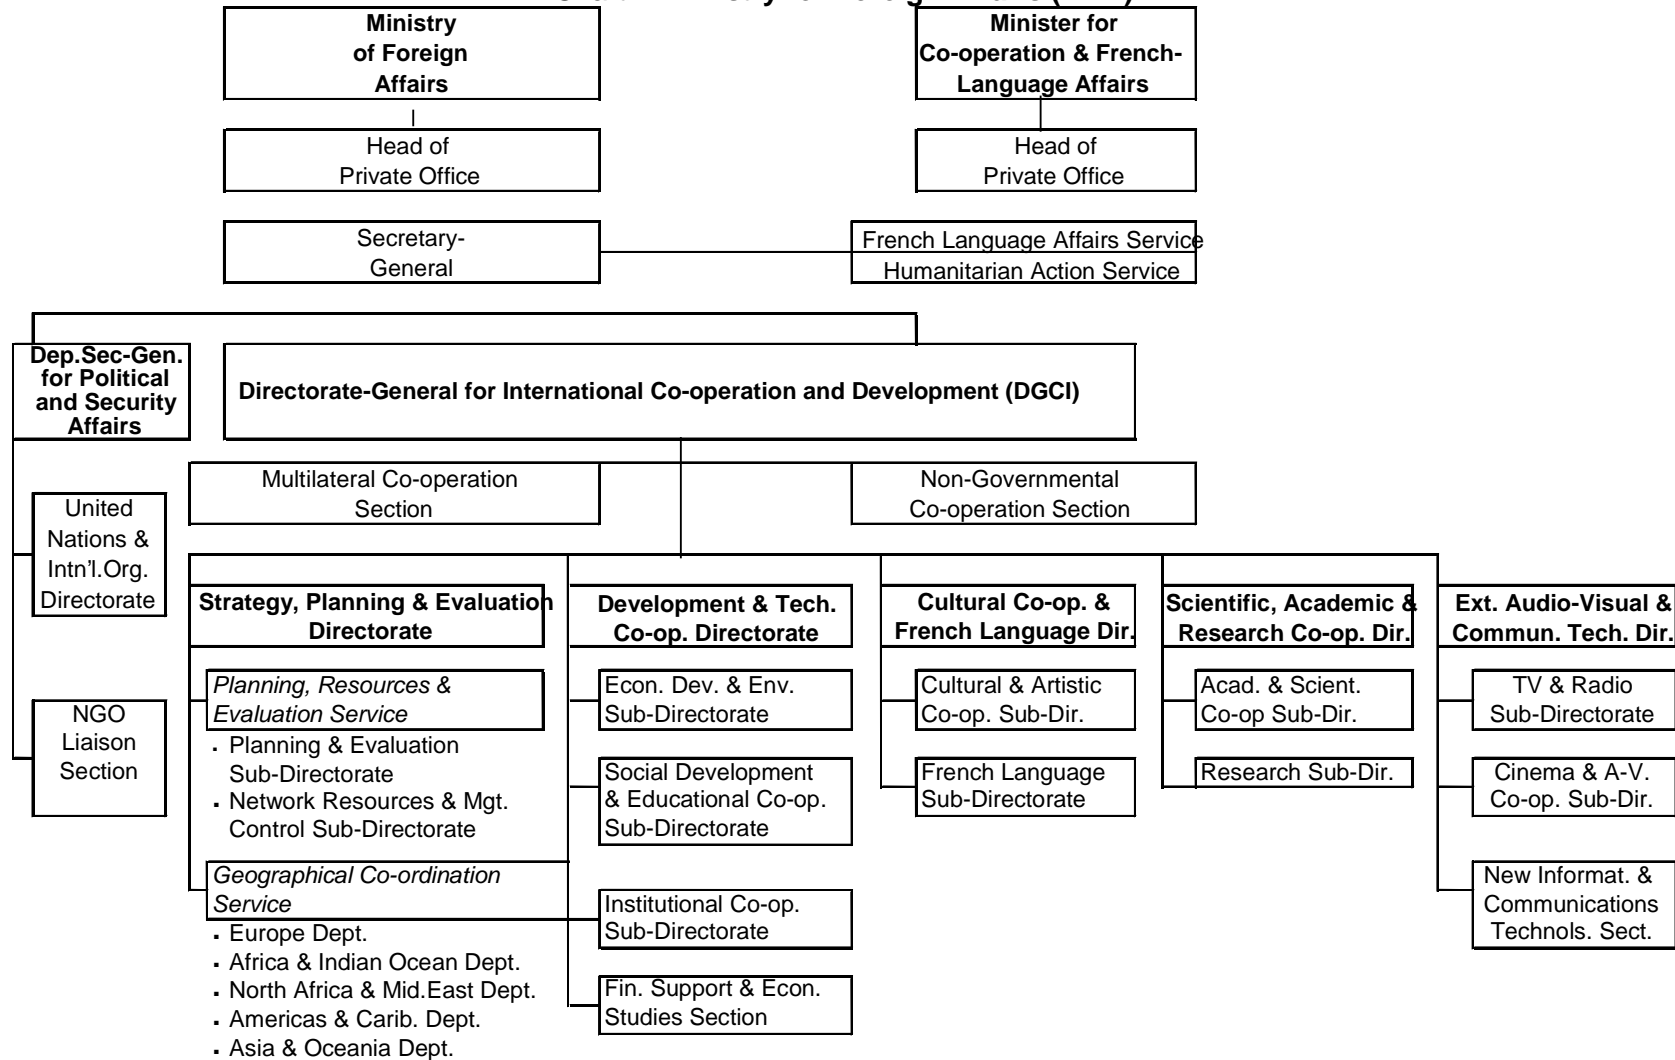 Ministry
of Foreign
Affairs
Minister for
Co-operation & French-
Language Affairs
Head of
Private Office
Head of
Private Office
Secretary-
General
French Language Affairs Service
Humanitarian Action Service
Dep.Sec-Gen.
for Political
and Security
Affairs
Directorate-General for International Co-operation and Development (DGCI)
Multilateral Co-operation
Section
Non-Governmental
Co-operation Section
United
Nations &
Intn'l.Org.
Directorate
NGO
Liaison
Section
Strategy, Planning & Evaluation
Directorate
Planning, Resources &
Evaluation Service
▪ Planning & Evaluation
Sub-Directorate
▪ Network Resources & Mgt.
Control Sub-Directorate
Geographical Co-ordination
Service
▪ Europe Dept.
▪ Africa & Indian Ocean Dept.
▪ North Africa & Mid.East Dept.
▪ Americas & Carib. Dept.
▪ Asia & Oceania Dept.
Development & Tech.
Co-op. Directorate
Econ. Dev. & Env.
Sub-Directorate
Social Development
& Educational Co-op.
Sub-Directorate
Institutional Co-op.
Sub-Directorate
Fin. Support & Econ.
Studies Section
Cultural Co-op. &
French Language Dir.
Cultural & Artistic
Co-op. Sub-Dir.
French Language
Sub-Directorate
Scientific, Academic &
Research Co-op. Dir.
Acad. & Scient.
Co-op Sub-Dir.
Research Sub-Dir.
Ext. Audio-Visual &
Commun. Tech. Dir.
TV & Radio
Sub-Directorate
Cinema & A-V.
Co-op. Sub-Dir.
New Informat. &
Communications
Technols. Sect.